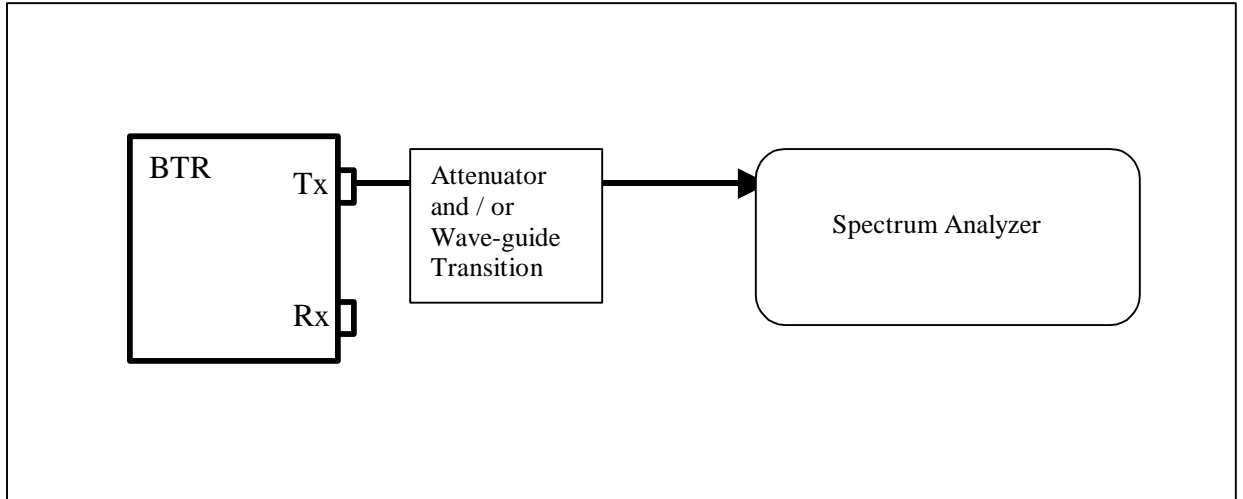 BTR
Tx
Rx
Attenuator
and / or
Wave-guide
Transition
Spectrum Analyzer